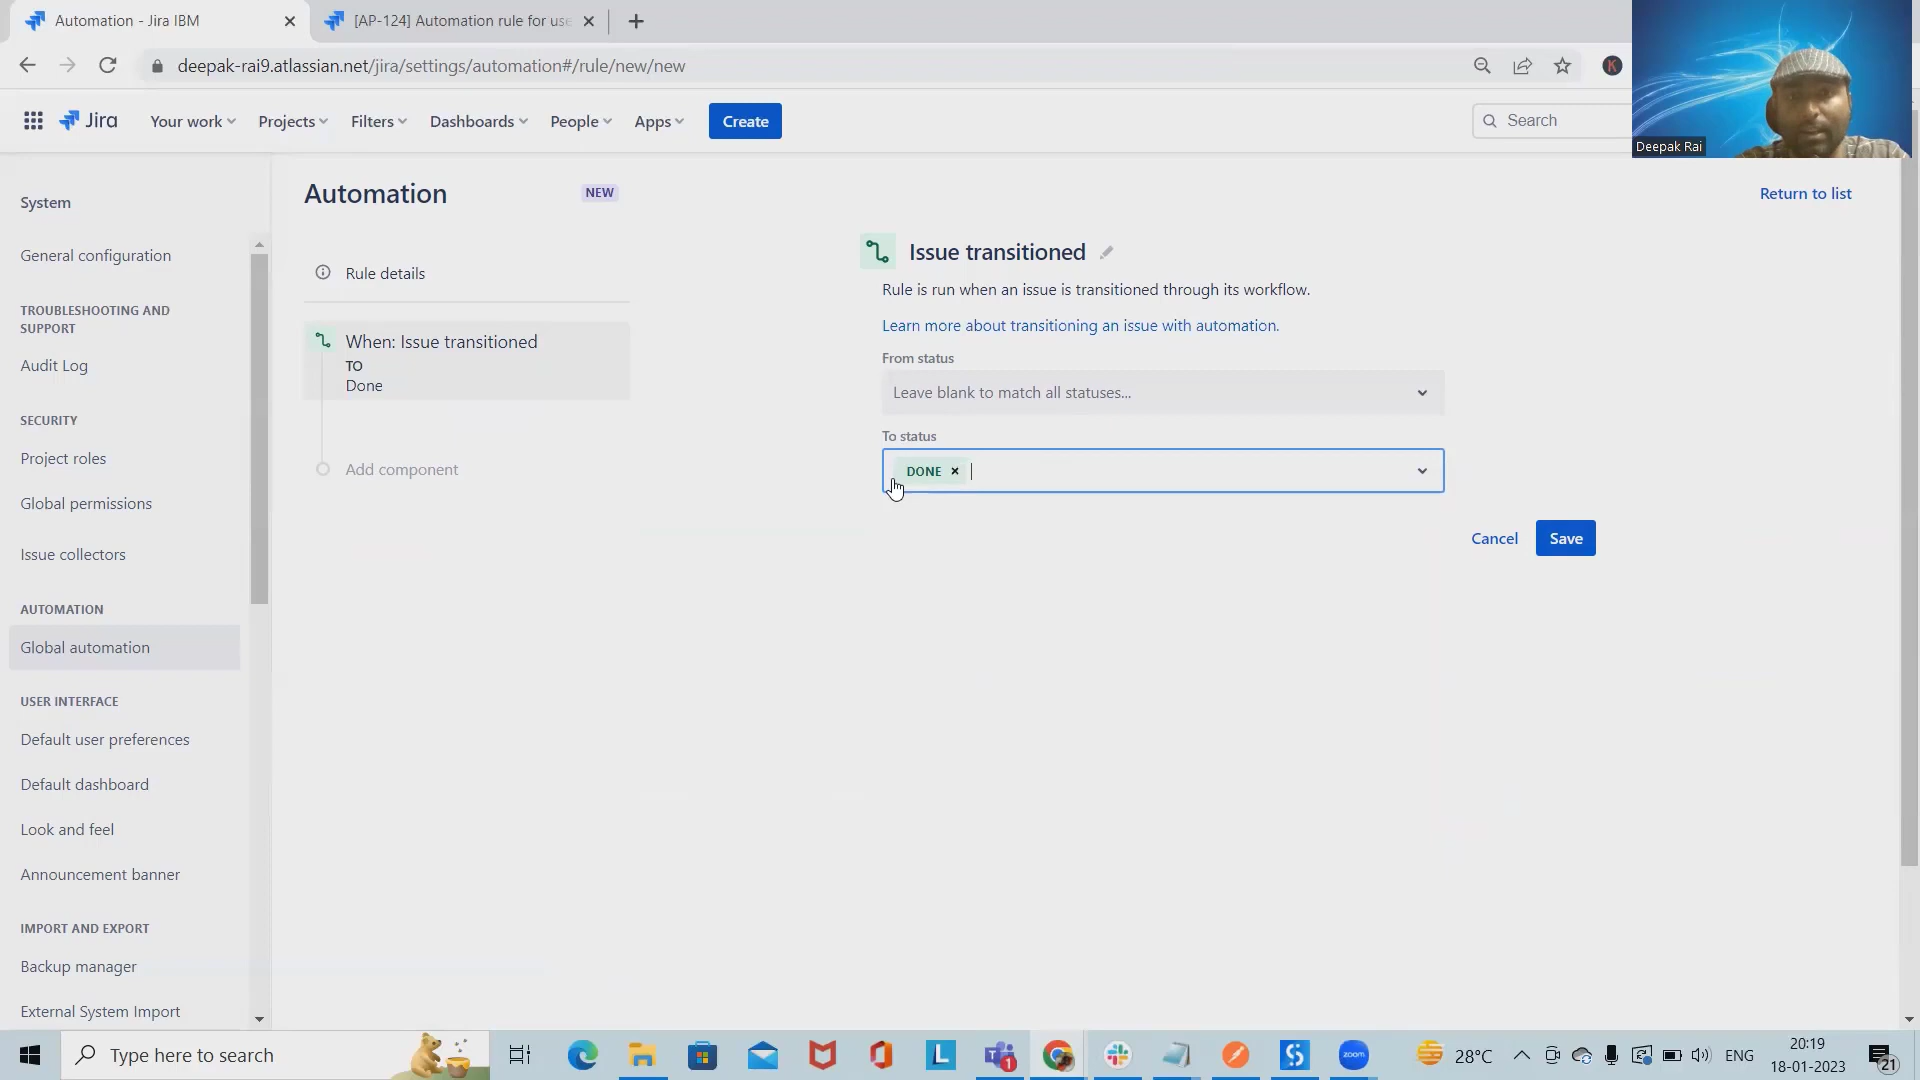 Automation - Jira IBM
[AP-124] Automation rule for use
deepak-rai9.atlassian.net/jira/settings/automation#/rule/new/new
K
Deepak Rai
Jira
Your work
Projects
Filters
Dashboards
People
Apps
Create
Search
System
General configuration
TROUBLESHOOTING AND
SUPPORT
Audit Log
SECURITY
Project roles
Global permissions
Issue collectors
AUTOMATION
Global automation
USER INTERFACE
Default user preferences
Default dashboard
Look and feel
Announcement banner
IMPORT AND EXPORT
Backup manager
External System Import
Automation
NEW
Return to list
Rule details
When: Issue transitioned
TO
Done
Add component
Issue transitioned
Rule is run when an issue is transitioned through its workflow.
Learn more about transitioning an issue with automation.
From status
Leave blank to match all statuses...
To status
DONE
Cancel
Save
Type here to search
L
1
zoom
28°C
ENG
20:19
18-01-2023
21